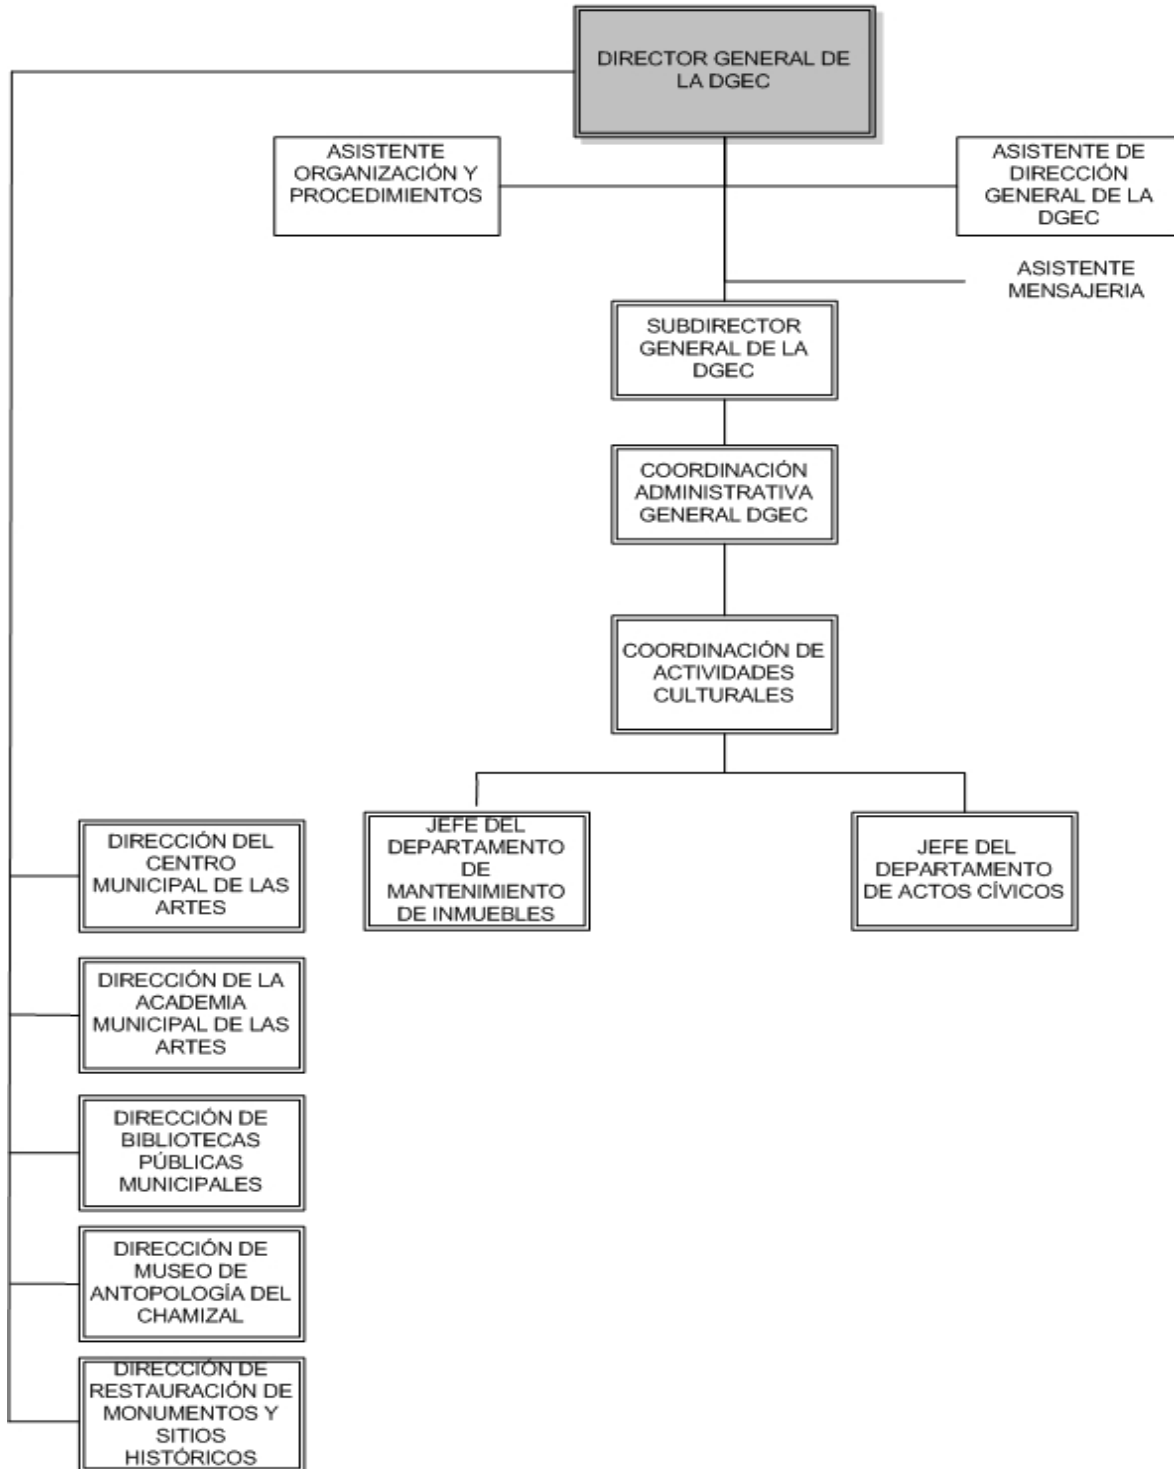 DIRECTOR GENERAL DE
LA DGEC
ASISTENTE
ORGANIZACIÓN Y
PROCEDIMIENTOS
ASISTENTE DE
DIRECCIÓN
GENERAL DE LA
DGEC
ASISTENTE
MENSAJERIA
SUBDIRECTOR
GENERAL DE LA
DGEC
COORDINACIÓN
ADMINISTRATIVA
GENERAL DGEC
COORDINACIÓN DE
ACTIVIDADES
CULTURALES
JEFE DEL
DEPARTAMENTO
DE
MANTENIMIENTO
DE INMUEBLES
JEFE DEL
DEPARTAMENTO
DE ACTOS CÍVICOS
DIRECCIÓN DEL
CENTRO
MUNICIPAL DE LAS
ARTES
DIRECCIÓN DE LA
ACADEMIA
MUNICIPAL DE LAS
ARTES
DIRECCIÓN DE
BIBLIOTECAS
PÚBLICAS
MUNICIPALES
DIRECCIÓN DE
MUSEO DE
ANTOPOLOGÍA DEL
CHAMIZAL
DIRECCIÓN DE
RESTAURACIÓN DE
MONUMENTOS Y
SITIOS
HISTÓRICOS